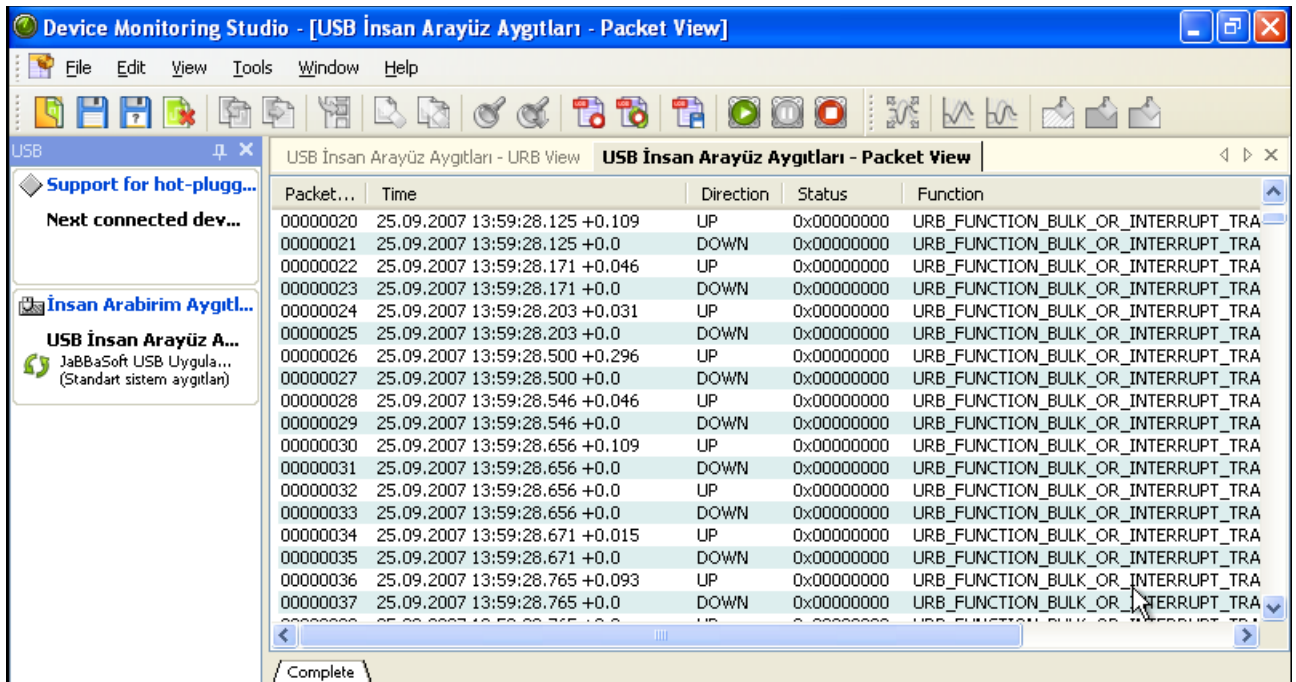 Device Monitoring Studio - [USB İnsan Arayüz Aygıtları - Packet View]
File Edit View Tools Window Help
USB
Support for hot-plugg...
Next connected dev...
İnsan Arabirim Aygıtl...
USB İnsan Arayüz A...
JaBBaSoft USB Uygula...
(Standart sistem aygıtları)
USB İnsan Arayüz Aygıtları - URB View USB İnsan Arayüz Aygıtları - Packet View
Packet... Time Direction Status Function
00000020 25.09.2007 13:59:28.125 +0.109 UP 0x00000000 URB_FUNCTION_BULK_OR_INTERRUPT_TRA
00000021 25.09.2007 13:59:28.125 +0.0 DOWN 0x00000000 URB_FUNCTION_BULK_OR_INTERRUPT_TRA
00000022 25.09.2007 13:59:28.171 +0.046 UP 0x00000000 URB_FUNCTION_BULK_OR_INTERRUPT_TRA
00000023 25.09.2007 13:59:28.171 +0.0 DOWN 0x00000000 URB_FUNCTION_BULK_OR_INTERRUPT_TRA
00000024 25.09.2007 13:59:28.203 +0.031 UP 0x00000000 URB_FUNCTION_BULK_OR_INTERRUPT_TRA
00000025 25.09.2007 13:59:28.203 +0.0 DOWN 0x00000000 URB_FUNCTION_BULK_OR_INTERRUPT_TRA
00000026 25.09.2007 13:59:28.500 +0.296 UP 0x00000000 URB_FUNCTION_BULK_OR_INTERRUPT_TRA
00000027 25.09.2007 13:59:28.500 +0.0 DOWN 0x00000000 URB_FUNCTION_BULK_OR_INTERRUPT_TRA
00000028 25.09.2007 13:59:28.546 +0.046 UP 0x00000000 URB_FUNCTION_BULK_OR_INTERRUPT_TRA
00000029 25.09.2007 13:59:28.546 +0.0 DOWN 0x00000000 URB_FUNCTION_BULK_OR_INTERRUPT_TRA
00000030 25.09.2007 13:59:28.656 +0.109 UP 0x00000000 URB_FUNCTION_BULK_OR_INTERRUPT_TRA
00000031 25.09.2007 13:59:28.656 +0.0 DOWN 0x00000000 URB_FUNCTION_BULK_OR_INTERRUPT_TRA
00000032 25.09.2007 13:59:28.656 +0.0 UP 0x00000000 URB_FUNCTION_BULK_OR_INTERRUPT_TRA
00000033 25.09.2007 13:59:28.656 +0.0 DOWN 0x00000000 URB_FUNCTION_BULK_OR_INTERRUPT_TRA
00000034 25.09.2007 13:59:28.671 +0.015 UP 0x00000000 URB_FUNCTION_BULK_OR_INTERRUPT_TRA
00000035 25.09.2007 13:59:28.671 +0.0 DOWN 0x00000000 URB_FUNCTION_BULK_OR_INTERRUPT_TRA
00000036 25.09.2007 13:59:28.765 +0.093 UP 0x00000000 URB_FUNCTION_BULK_OR_INTERRUPT_TRA
00000037 25.09.2007 13:59:28.765 +0.0 DOWN 0x00000000 URB_FUNCTION_BULK_OR_INTERRUPT_TRA
Complete